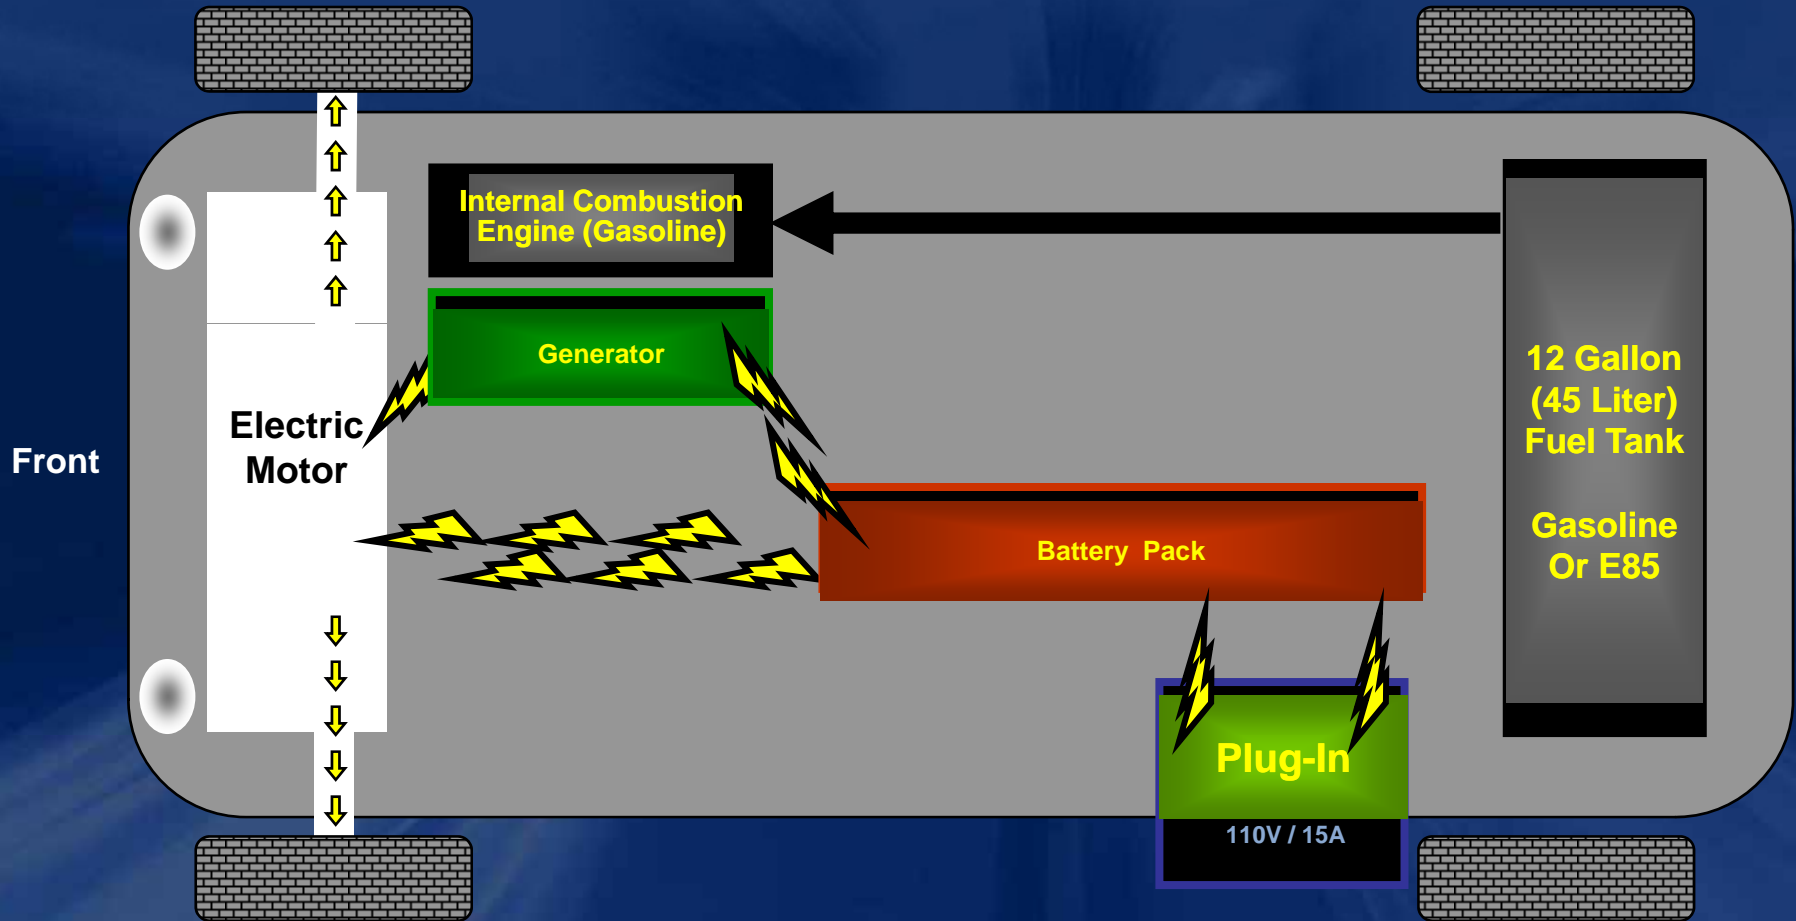 Front
Electric
Motor
Internal Combustion
Engine (Gasoline)
Generator
Battery Pack
Plug-In
110V / 15A
12 Gallon
(45 Liter)
Fuel Tank
Gasoline
Or E85